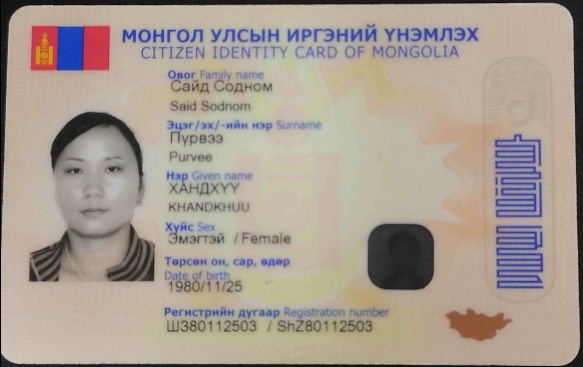 МОНГОЛ УЛСЫН ИРГЭНИЙ ҮНЭМЛЭХ
CITIZEN IDENTITY CARD OF MONGOLIA
Овог Family name
Сайд Содном
Said Sodnom
Эцэг/эх/-ийн нэр Surname
Пүрвээ
Purvee
Нэр Given name
ХАНДХҮҮ
KHANDKHUU
Хүйс Sex
Эмэгтэй / Female
Төрсөн он, сар, өдөр
Date of birth
1980/11/25
Регистрийн дугаар Registration number
ШЗ80112503 / ShZ80112503